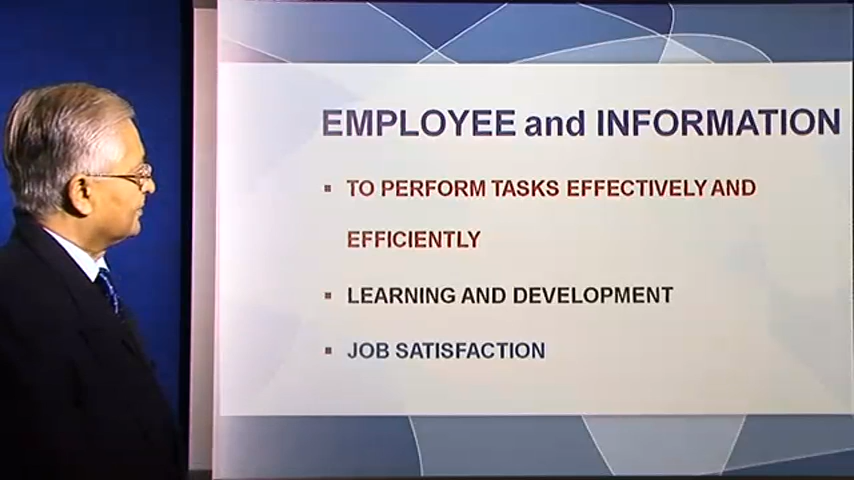 EMPLOYEE and INFORMATION
▪ TO PERFORM TASKS EFFECTIVELY AND
EFFICIENTLY
▪ LEARNING AND DEVELOPMENT
▪ JOB SATISFACTION